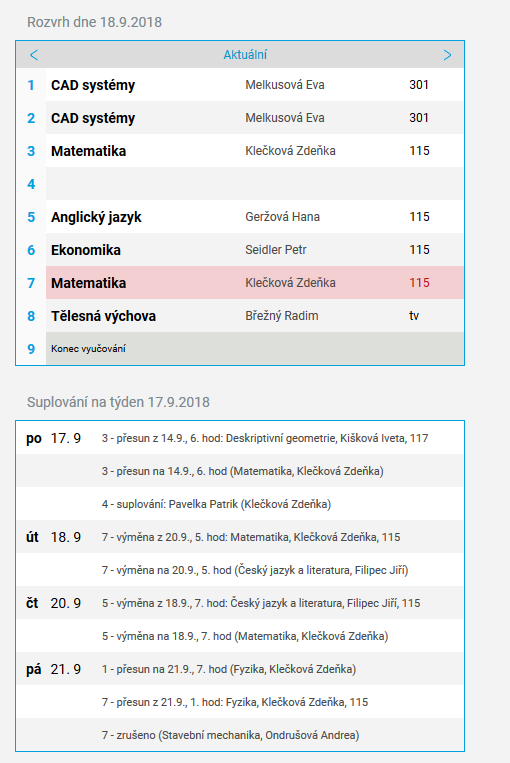 Rozvrh dne 18.9.2018
< Aktuální >
1 CAD systémy Melkusová Eva 301
2 CAD systémy Melkusová Eva 301
3 Matematika Klečková Zdeňka 115
4
5 Anglický jazyk Geržová Hana 115
6 Ekonomika Seidler Petr 115
7 Matematika Klečková Zdeňka 115
8 Tělesná výchova Břežný Radim tv
9 Konec vyučování
Suplování na týden 17.9.2018
po 17. 9 3 - přesun z 14.9., 6. hod: Deskriptivní geometrie, Kišková Iveta, 117
3 - přesun na 14.9., 6. hod (Matematika, Klečková Zdeňka)
4 - suplování: Pavelka Patrik (Klečková Zdeňka)
út 18. 9 7 - výměna z 20.9., 5. hod: Matematika, Klečková Zdeňka, 115
7 - výměna na 20.9., 5. hod (Český jazyk a literatura, Filipec Jiří)
čt 20. 9 5 - výměna z 18.9., 7. hod: Český jazyk a literatura, Filipec Jiří, 115
5 - výměna na 18.9., 7. hod (Matematika, Klečková Zdeňka)
pá 21. 9 1 - přesun na 21.9., 7. hod (Fyzika, Klečková Zdeňka)
7 - přesun z 21.9., 1. hod: Fyzika, Klečková Zdeňka, 115
7 - zrušeno (Stavební mechanika, Ondrušová Andrea)